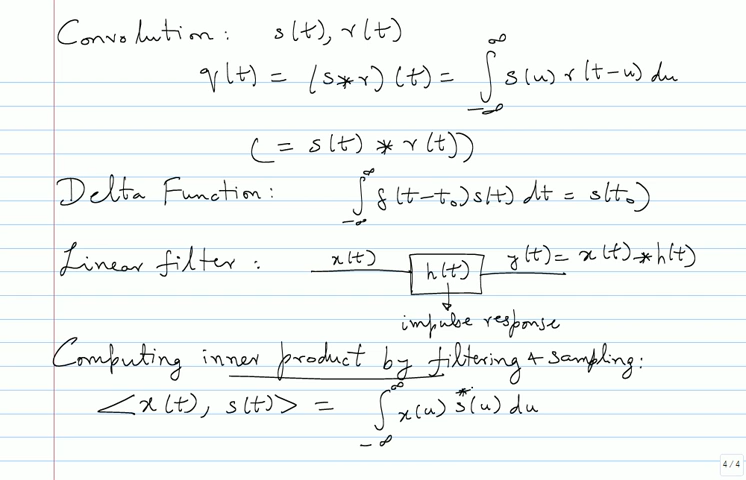 Convolution: s(t), r(t)
q(t) = (s*r)(t) = ∫_{-∞}^{∞} s(u) r(t-u) du
(= s(t) * r(t))
Delta Function: ∫_{-∞}^{∞} δ(t-t₀) s(t) dt = s(t₀)
Linear filter: x(t) h(t) y(t) = x(t) * h(t)
impulse response
Computing inner product by filtering + sampling:
<x(t), s(t)> = ∫_{-∞}^{∞} x(u) s*(u) du
4 / 4